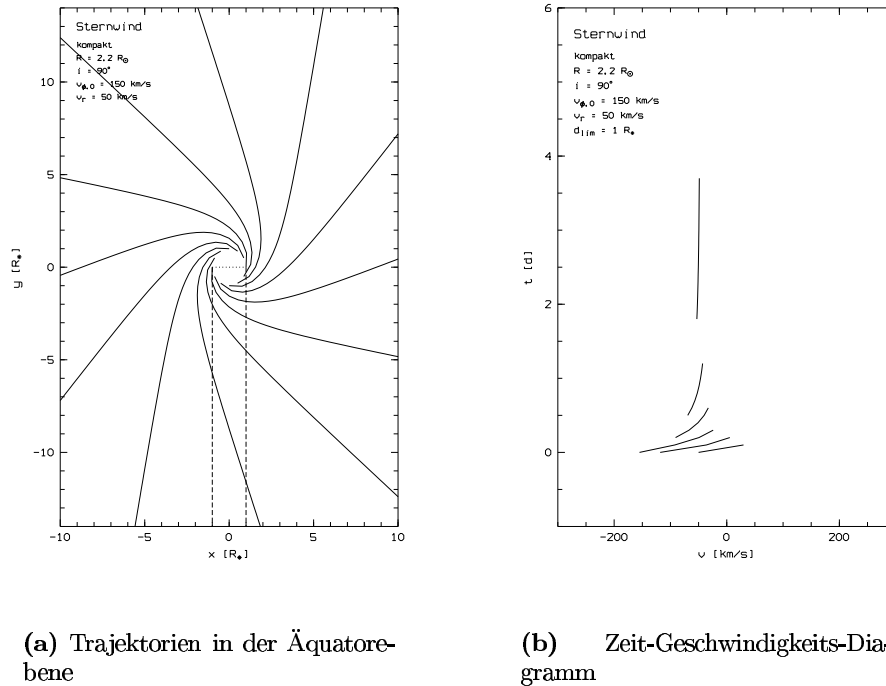 Sternwind
kompakt
R = 2.2 R☉
i = 90°
vφ,0 = 150 km/s
vr = 50 km/s
10
5
0
-5
-10
y [R*]
-10 -5 0 5 10
x [R*]
(a) Trajektorien in der Äquatore-
bene
6
Sternwind
kompakt
R = 2.2 R☉
i = 90°
vφ,0 = 150 km/s
vr = 50 km/s
dlim = 1 R*
4
2
0
t [d]
-200 0 200
v [km/s]
(b) Zeit-Geschwindigkeits-Dia-
gramm